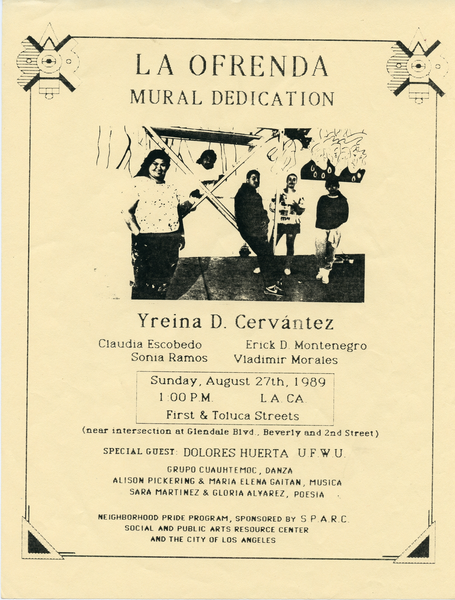 LA OFRENDA
MURAL DEDICATION
Yreina D. Cervántez
Claudia Escobedo Erick D. Montenegro
Sonia Ramos Vladimir Morales
Sunday, August 27th, 1989
1:00 P.M. L.A. CA.
First & Toluca Streets
(near intersection at Glendale Blvd., Beverly and 2nd Street)
SPECIAL GUEST: DOLORES HUERTA U.F.W.U.
GRUPO CUAUHTEMOC, DANZA
ALISON PICKERING & MARIA ELENA GAITAN, MUSICA
SARA MARTINEZ & GLORIA ALVAREZ, POESIA
NEIGHBORHOOD PRIDE PROGRAM, SPONSORED BY S.P.A.R.C.
SOCIAL AND PUBLIC ARTS RESOURCE CENTER
AND THE CITY OF LOS ANGELES